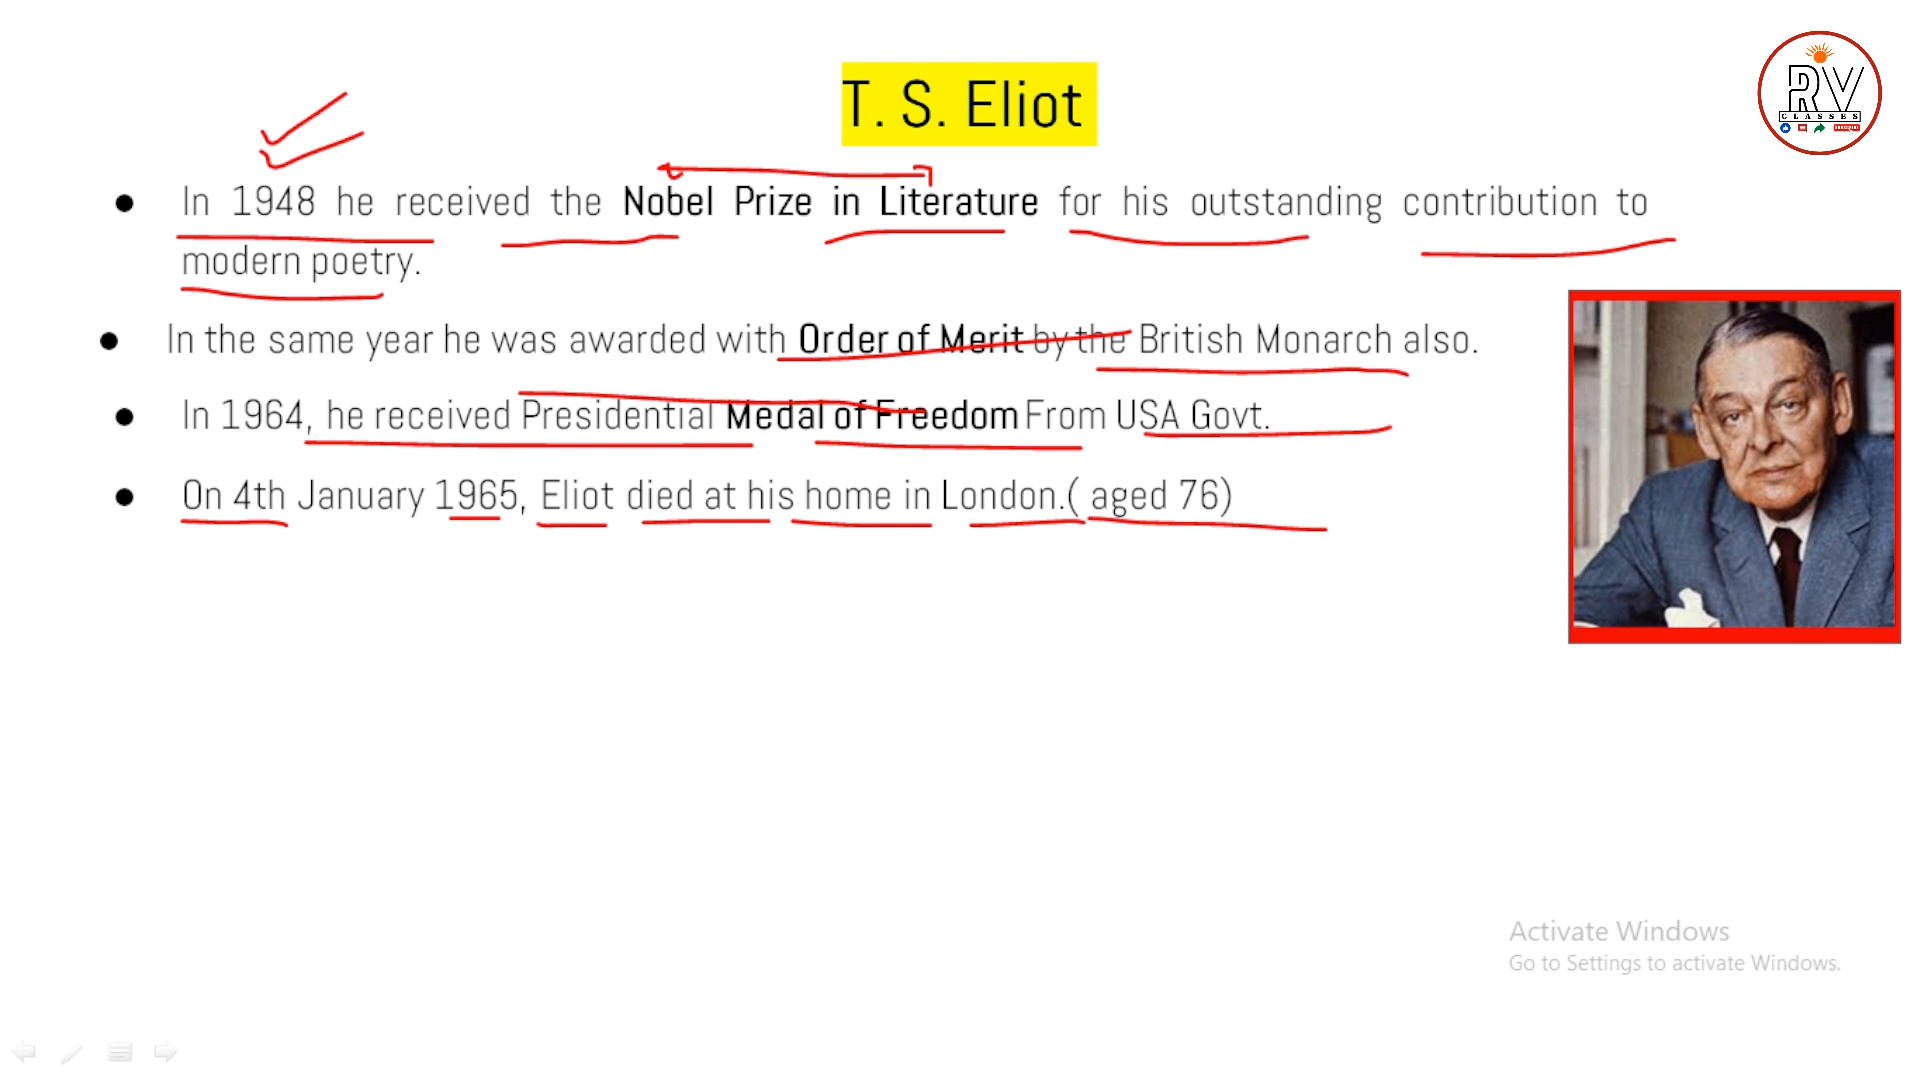 T. S. Eliot
RV
CLASSES
● In 1948 he received the Nobel Prize in Literature for his outstanding contribution to
modern poetry.
● In the same year he was awarded with Order of Merit by the British Monarch also.
● In 1964, he received Presidential Medal of Freedom From USA Govt.
● On 4th January 1965, Eliot died at his home in London.( aged 76)
Activate Windows
Go to Settings to activate Windows.